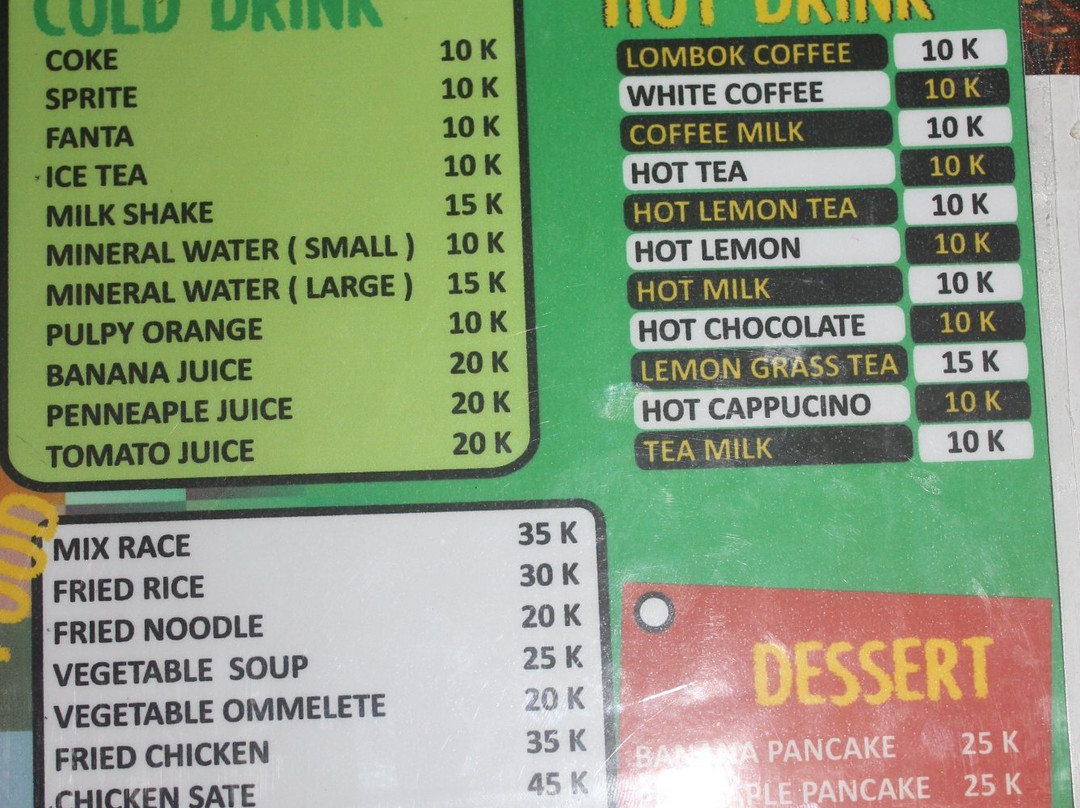 COLD DRINK
COKE 10 K
SPRITE 10 K
FANTA 10 K
ICE TEA 10 K
MILK SHAKE 15 K
MINERAL WATER ( SMALL ) 10 K
MINERAL WATER ( LARGE ) 15 K
PULPY ORANGE 10 K
BANANA JUICE 20 K
PENNEAPLE JUICE 20 K
TOMATO JUICE 20 K
HOT DRINK
LOMBOK COFFEE 10 K
WHITE COFFEE 10 K
COFFEE MILK 10 K
HOT TEA 10 K
HOT LEMON TEA 10 K
HOT LEMON 10 K
HOT MILK 10 K
HOT CHOCOLATE 10 K
LEMON GRASS TEA 15 K
HOT CAPPUCINO 10 K
TEA MILK 10 K
MIX RACE 35 K
FRIED RICE 30 K
FRIED NOODLE 20 K
VEGETABLE SOUP 25 K
VEGETABLE OMMELETE 20 K
FRIED CHICKEN 35 K
CHICKEN SATE 45 K
DESSERT
BANANA PANCAKE 25 K
PANCAKE 25 K